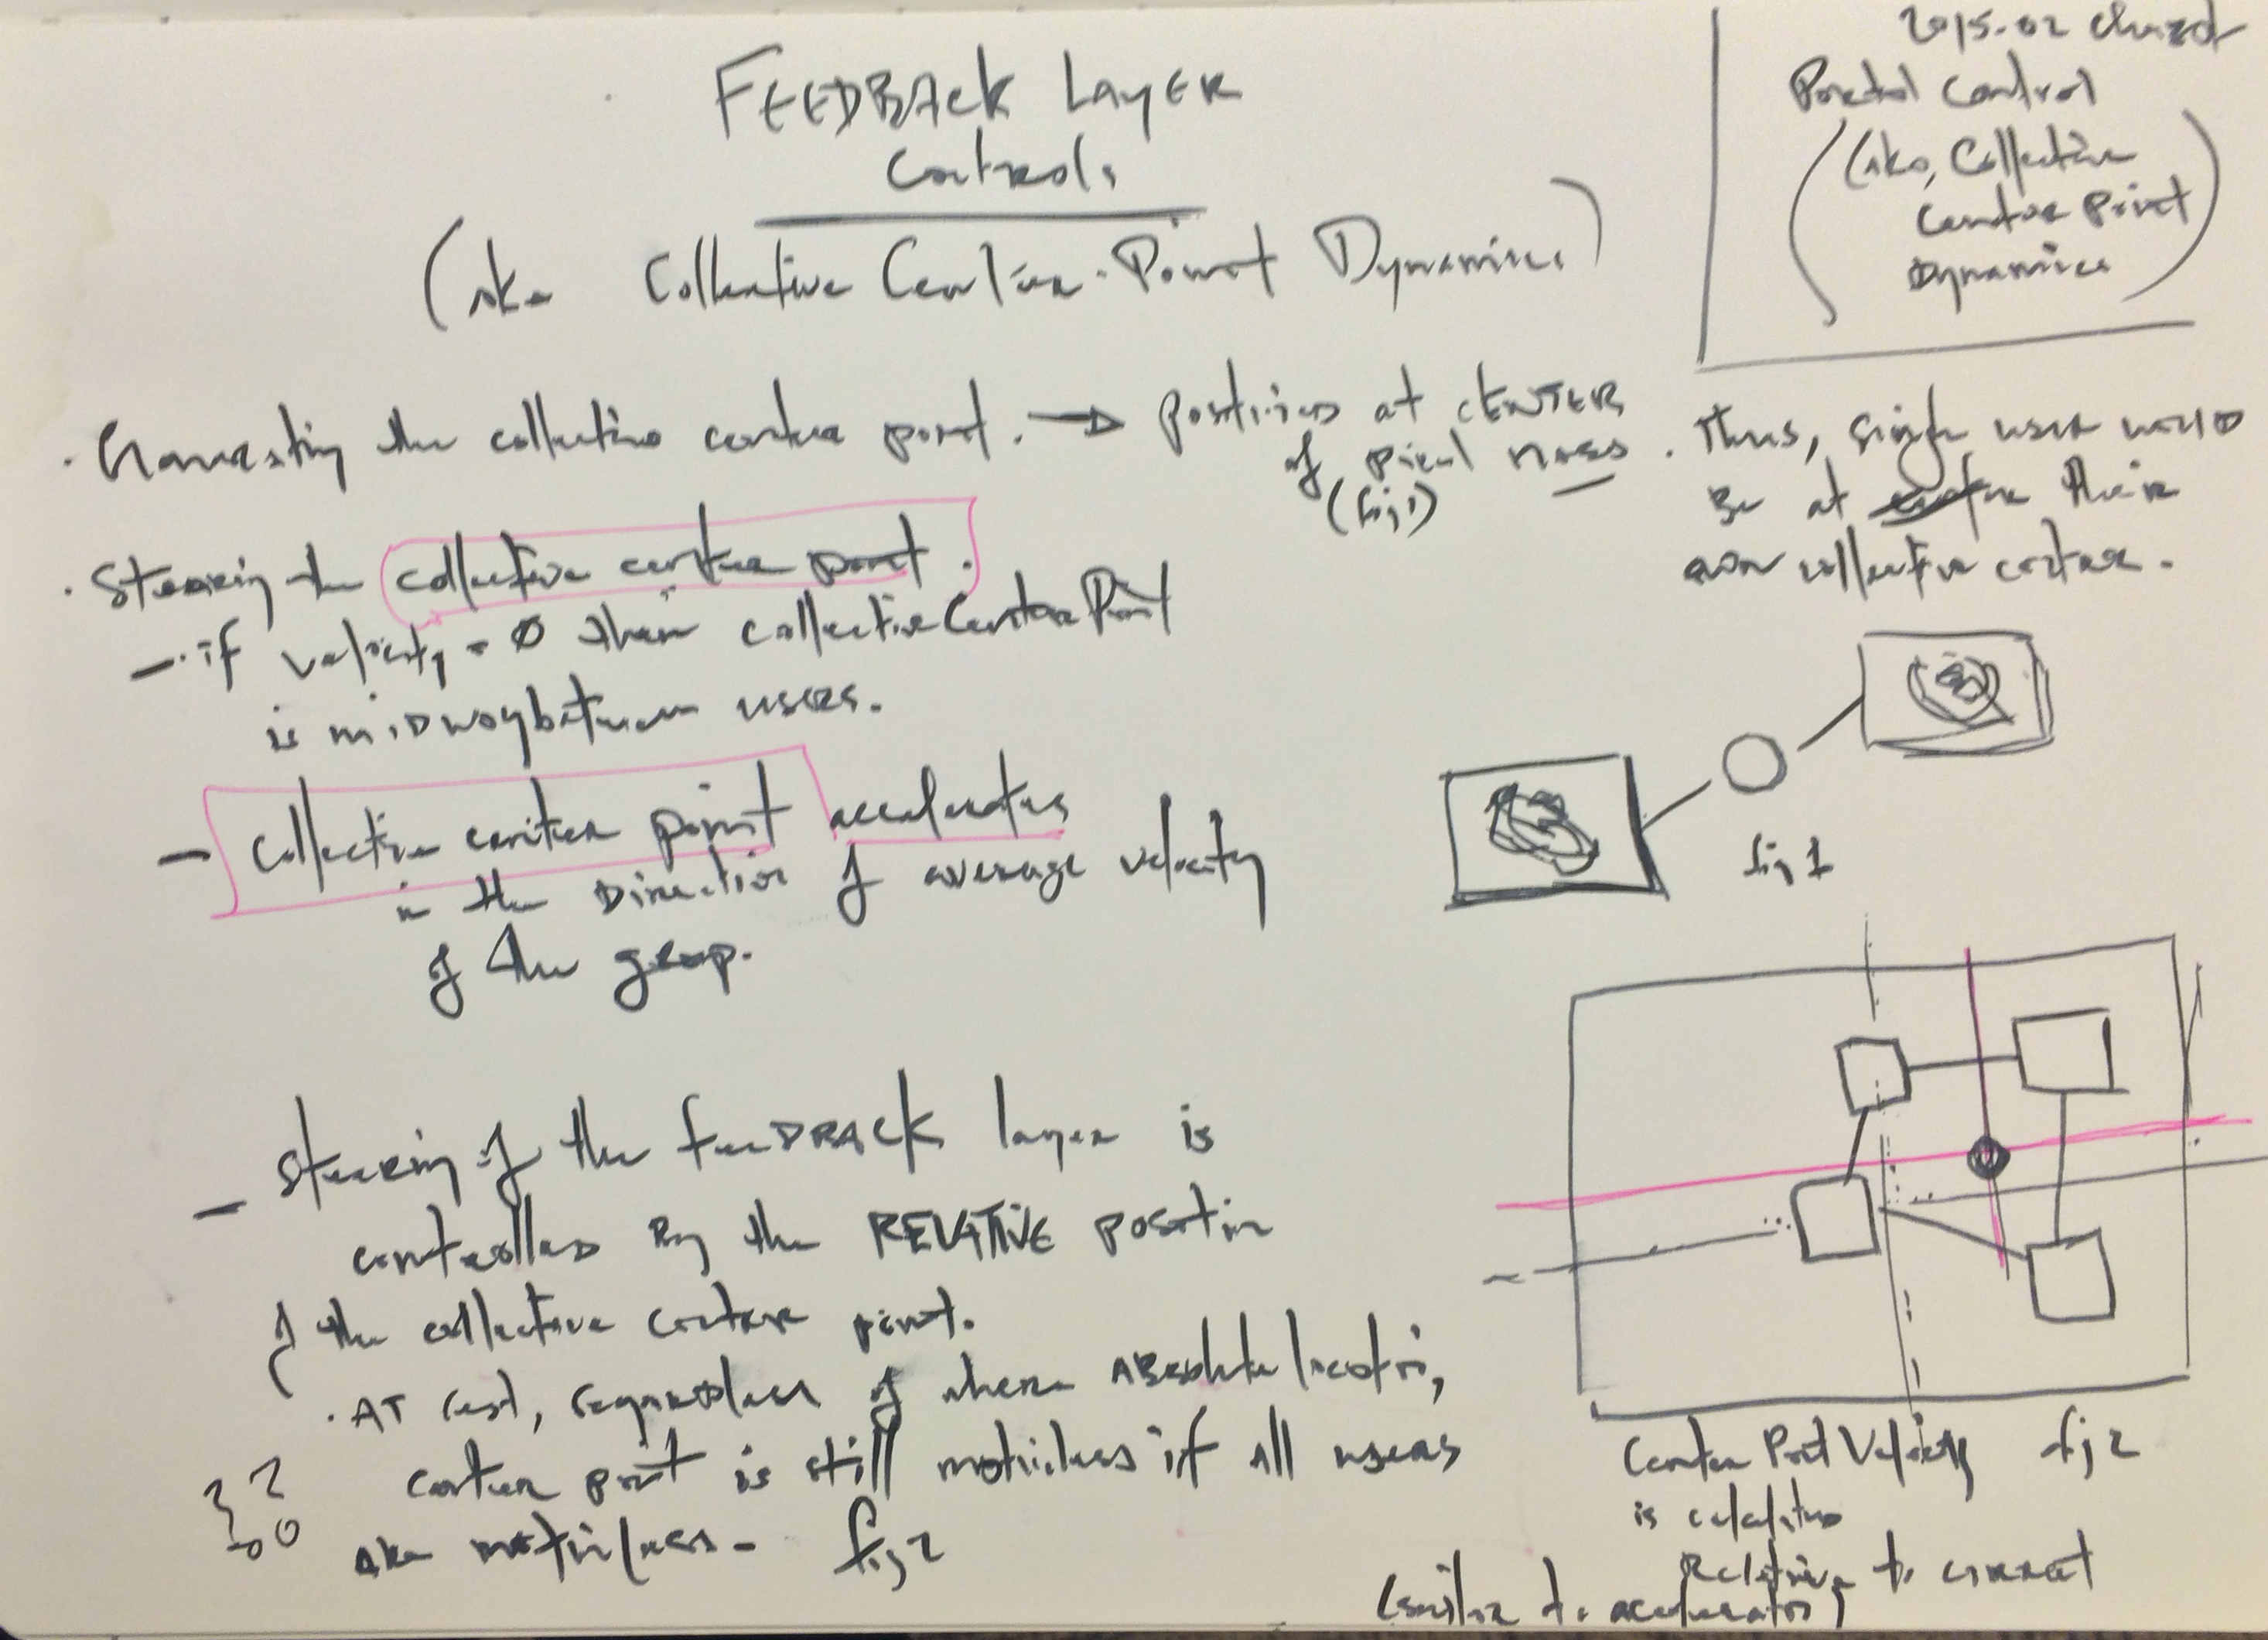 FEEDBACK LAYER
Controls
(aka Collective Center-Point Dynamics)
2015.02
Portal Control
(aka, Collective
Center Point
Dynamics)
· Generating the collective center point. → positions at CENTER
of pixel mass.
(fig 1)
Thus, single user would
be at their
own collective center.
· Steering the collective center point.
- if velocity = 0 then collective Center Point
is midway between users.
- Collective center point accelerates
in the direction of average velocity
of the group.
fig 1
- Steering of the feedback layer is
controlled by the RELATIVE position
of the collective center point.
· AT rest, regardless of where absolute location,
center point is still motionless if all users
are motionless. fig 2
??
Center Point Velocity fig 2
is calculated
Relative to current
(similar to acceleration)